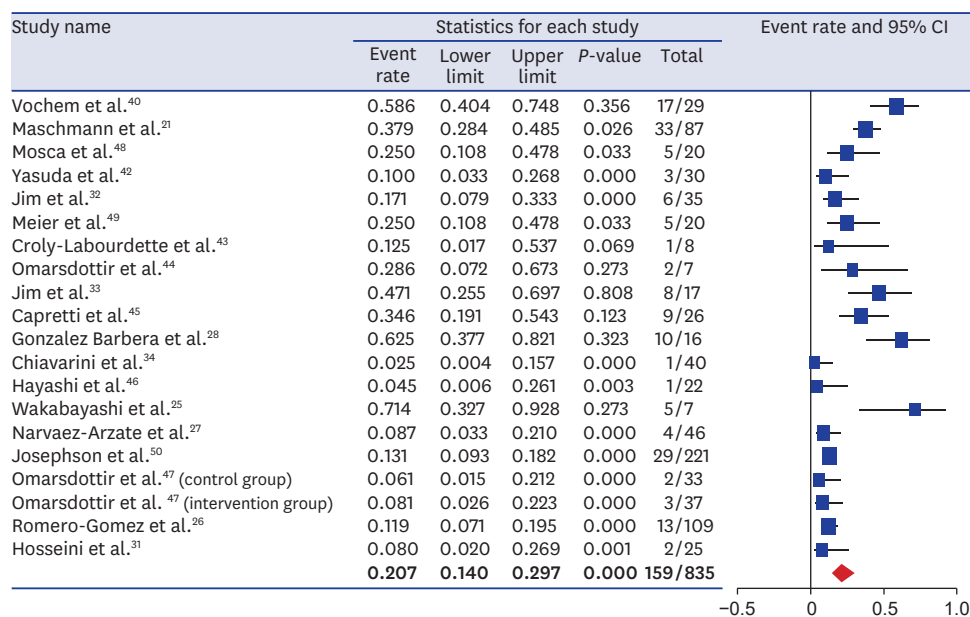 Study name Statistics for each study Event rate and 95% CI
Event rate Lower limit Upper limit P-value Total
Vochem et al.40 0.586 0.404 0.748 0.356 17/29
Maschmann et al.21 0.379 0.284 0.485 0.026 33/87
Mosca et al.48 0.250 0.108 0.478 0.033 5/20
Yasuda et al.42 0.100 0.033 0.268 0.000 3/30
Jim et al.32 0.171 0.079 0.333 0.000 6/35
Meier et al.49 0.250 0.108 0.478 0.033 5/20
Croly-Labourdette et al.43 0.125 0.017 0.537 0.069 1/8
Omarsdottir et al.44 0.286 0.072 0.673 0.273 2/7
Jim et al.33 0.471 0.255 0.697 0.808 8/17
Capretti et al.45 0.346 0.191 0.543 0.123 9/26
Gonzalez Barbera et al.28 0.625 0.377 0.821 0.323 10/16
Chiavarini et al.34 0.025 0.004 0.157 0.000 1/40
Hayashi et al.46 0.045 0.006 0.261 0.003 1/22
Wakabayashi et al.25 0.714 0.327 0.928 0.273 5/7
Narvaez-Arzate et al.27 0.087 0.033 0.210 0.000 4/46
Josephson et al.50 0.131 0.093 0.182 0.000 29/221
Omarsdottir et al.47 (control group) 0.061 0.015 0.212 0.000 2/33
Omarsdottir et al. 47 (intervention group) 0.081 0.026 0.223 0.000 3/37
Romero-Gomez et al.26 0.119 0.071 0.195 0.000 13/109
Hosseini et al.31 0.080 0.020 0.269 0.001 2/25
0.207 0.140 0.297 0.000 159/835
−0.5 0 0.5 1.0